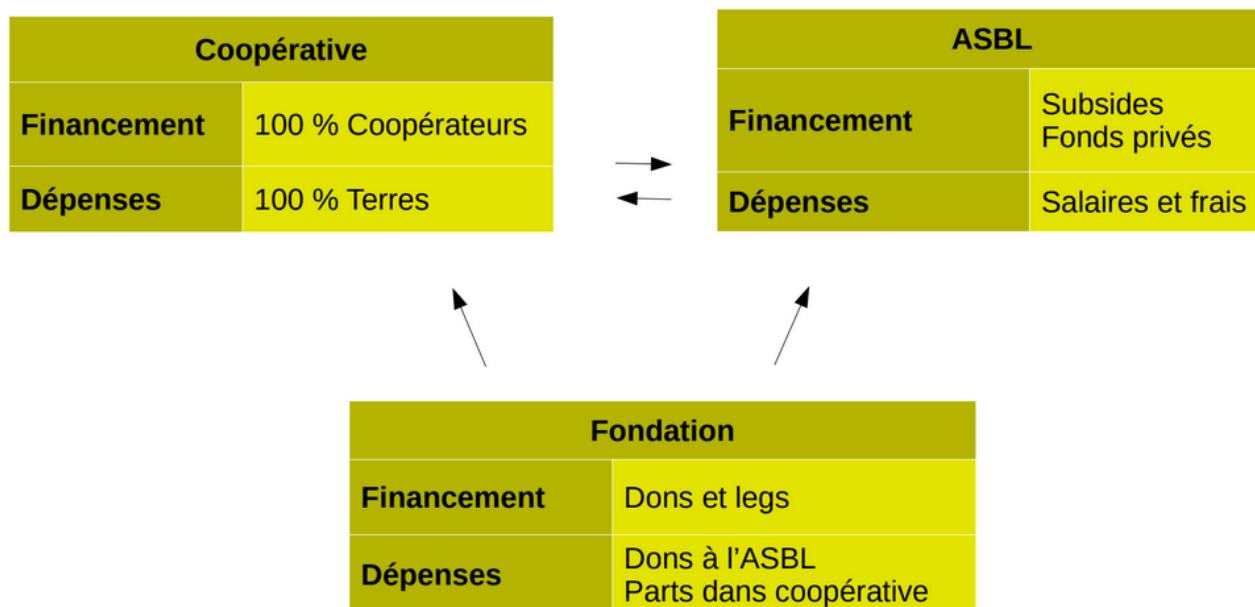 Coopérative
Financement
100 % Coopérateurs
Dépenses
100 % Terres
ASBL
Financement
Subsides
Fonds privés
Dépenses
Salaires et frais
Fondation
Financement
Dons et legs
Dépenses
Dons à l’ASBL
Parts dans coopérative